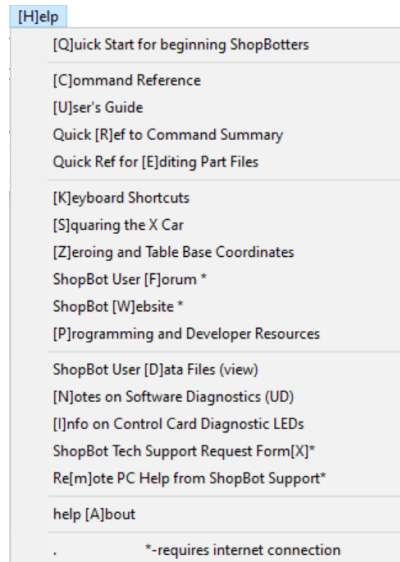 [H]elp
[Q]uick Start for beginning ShopBotters
[C]ommand Reference
[U]ser's Guide
Quick [R]ef to Command Summary
Quick Ref for [E]diting Part Files
[K]eyboard Shortcuts
[S]quaring the X Car
[Z]eroing and Table Base Coordinates
ShopBot User [F]orum *
ShopBot [W]ebsite *
[P]rogramming and Developer Resources
ShopBot User [D]ata Files (view)
[N]otes on Software Diagnostics (UD)
[I]nfo on Control Card Diagnostic LEDs
ShopBot Tech Support Request Form[X]*
Re[m]ote PC Help from ShopBot Support*
help [A]bout
. *-requires internet connection